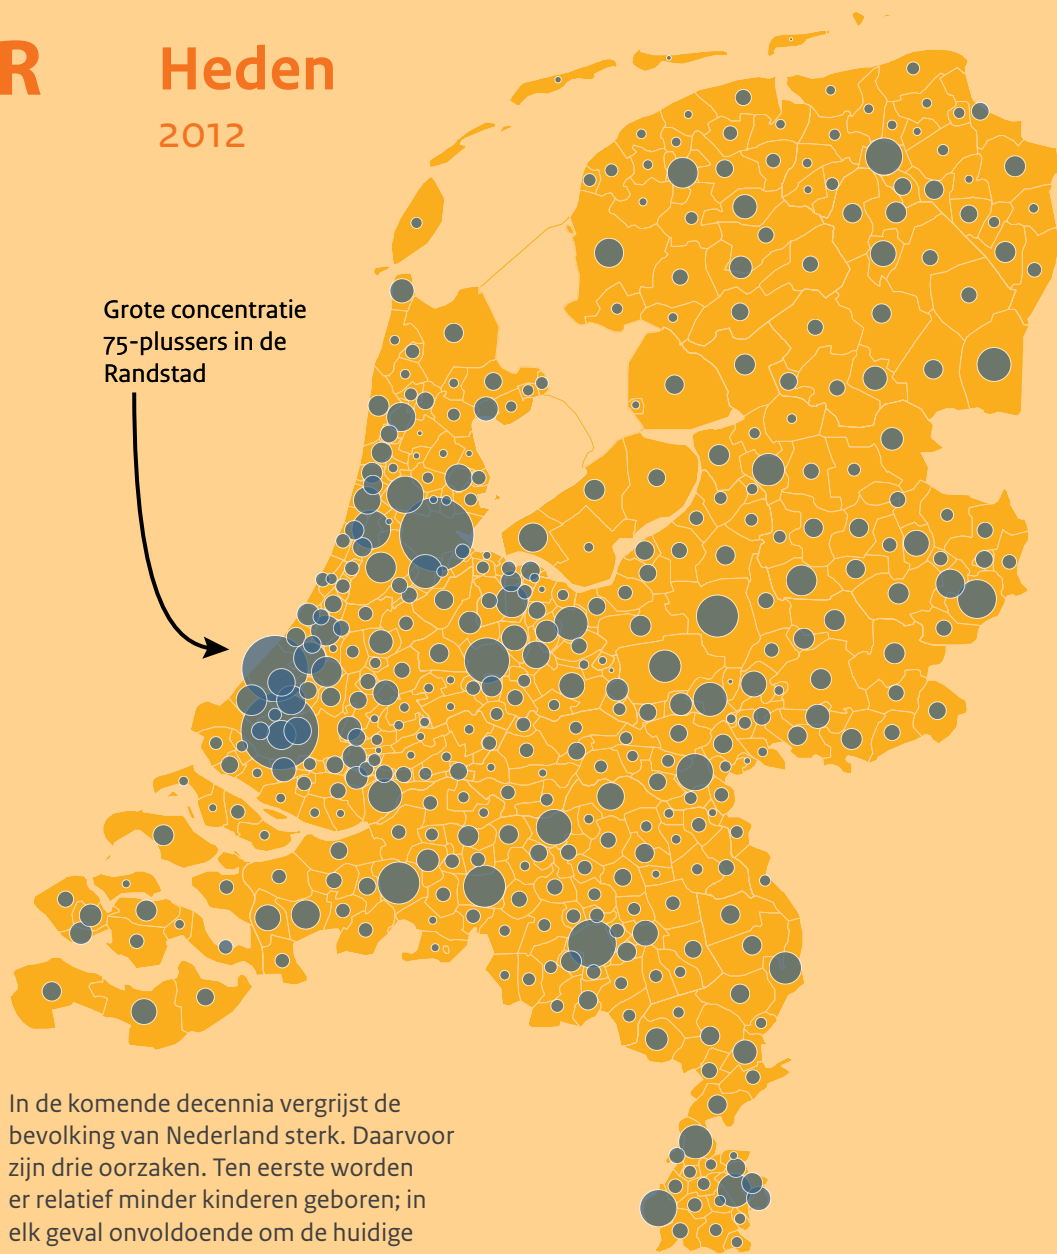 R
Heden
2012
Grote concentratie
75-plussers in de
Randstad
In de komende decennia vergrijst de
bevolking van Nederland sterk. Daarvoor
zijn drie oorzaken. Ten eerste worden
er relatief minder kinderen geboren; in
elk geval onvoldoende om de huidige